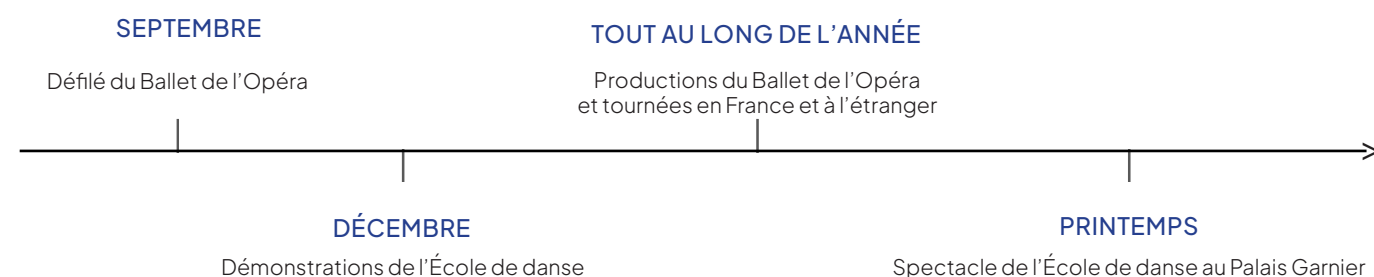 SEPTEMBRE
Défilé du Ballet de l’Opéra
TOUT AU LONG DE L’ANNÉE
Productions du Ballet de l’Opéra
et tournées en France et à l’étranger
DÉCEMBRE
Démonstrations de l’École de danse
PRINTEMPS
Spectacle de l’École de danse au Palais Garnier